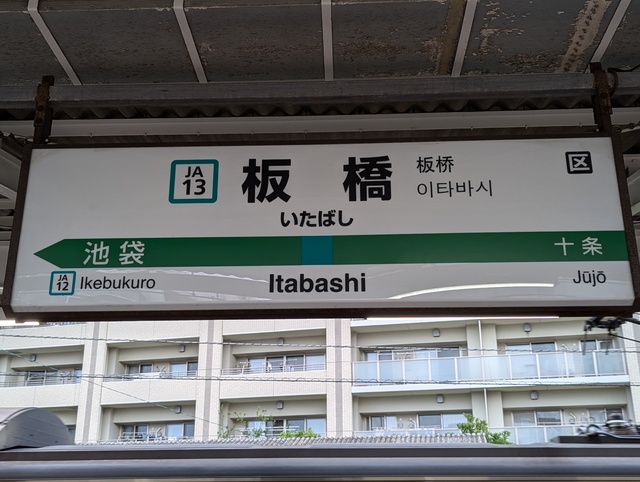 JA
13
板橋
板桥
이타바시
区
いたばし
池袋
十条
JA
12
Ikebukuro
Itabashi
Jūjō